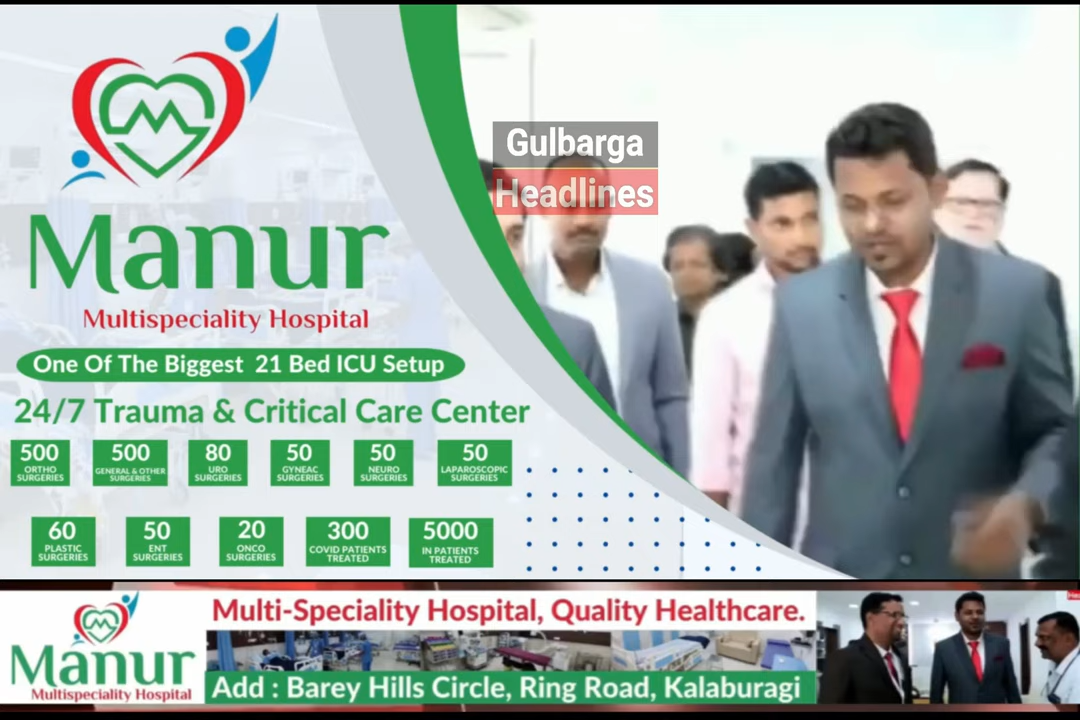 Gulbarga
Headlines
Manur
Multispeciality Hospital
One Of The Biggest 21 Bed ICU Setup
24/7 Trauma & Critical Care Center
500
ORTHO
SURGERIES
500
GENERAL & OTHER
SURGERIES
80
URO
SURGERIES
50
GYNEAC
SURGERIES
50
NEURO
SURGERIES
50
LAPAROSCOPIC
SURGERIES
60
PLASTIC
SURGERIES
50
ENT
SURGERIES
20
ONCO
SURGERIES
300
COVID PATIENTS
TREATED
5000
IN PATIENTS
TREATED
Manur
Multispeciality Hospital
Multi-Speciality Hospital, Quality Healthcare.
Add : Barey Hills Circle, Ring Road, Kalaburagi